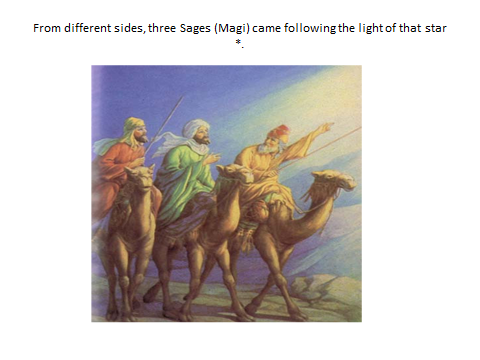 From different sides, three Sages (Magi) came following the light of that star
*.